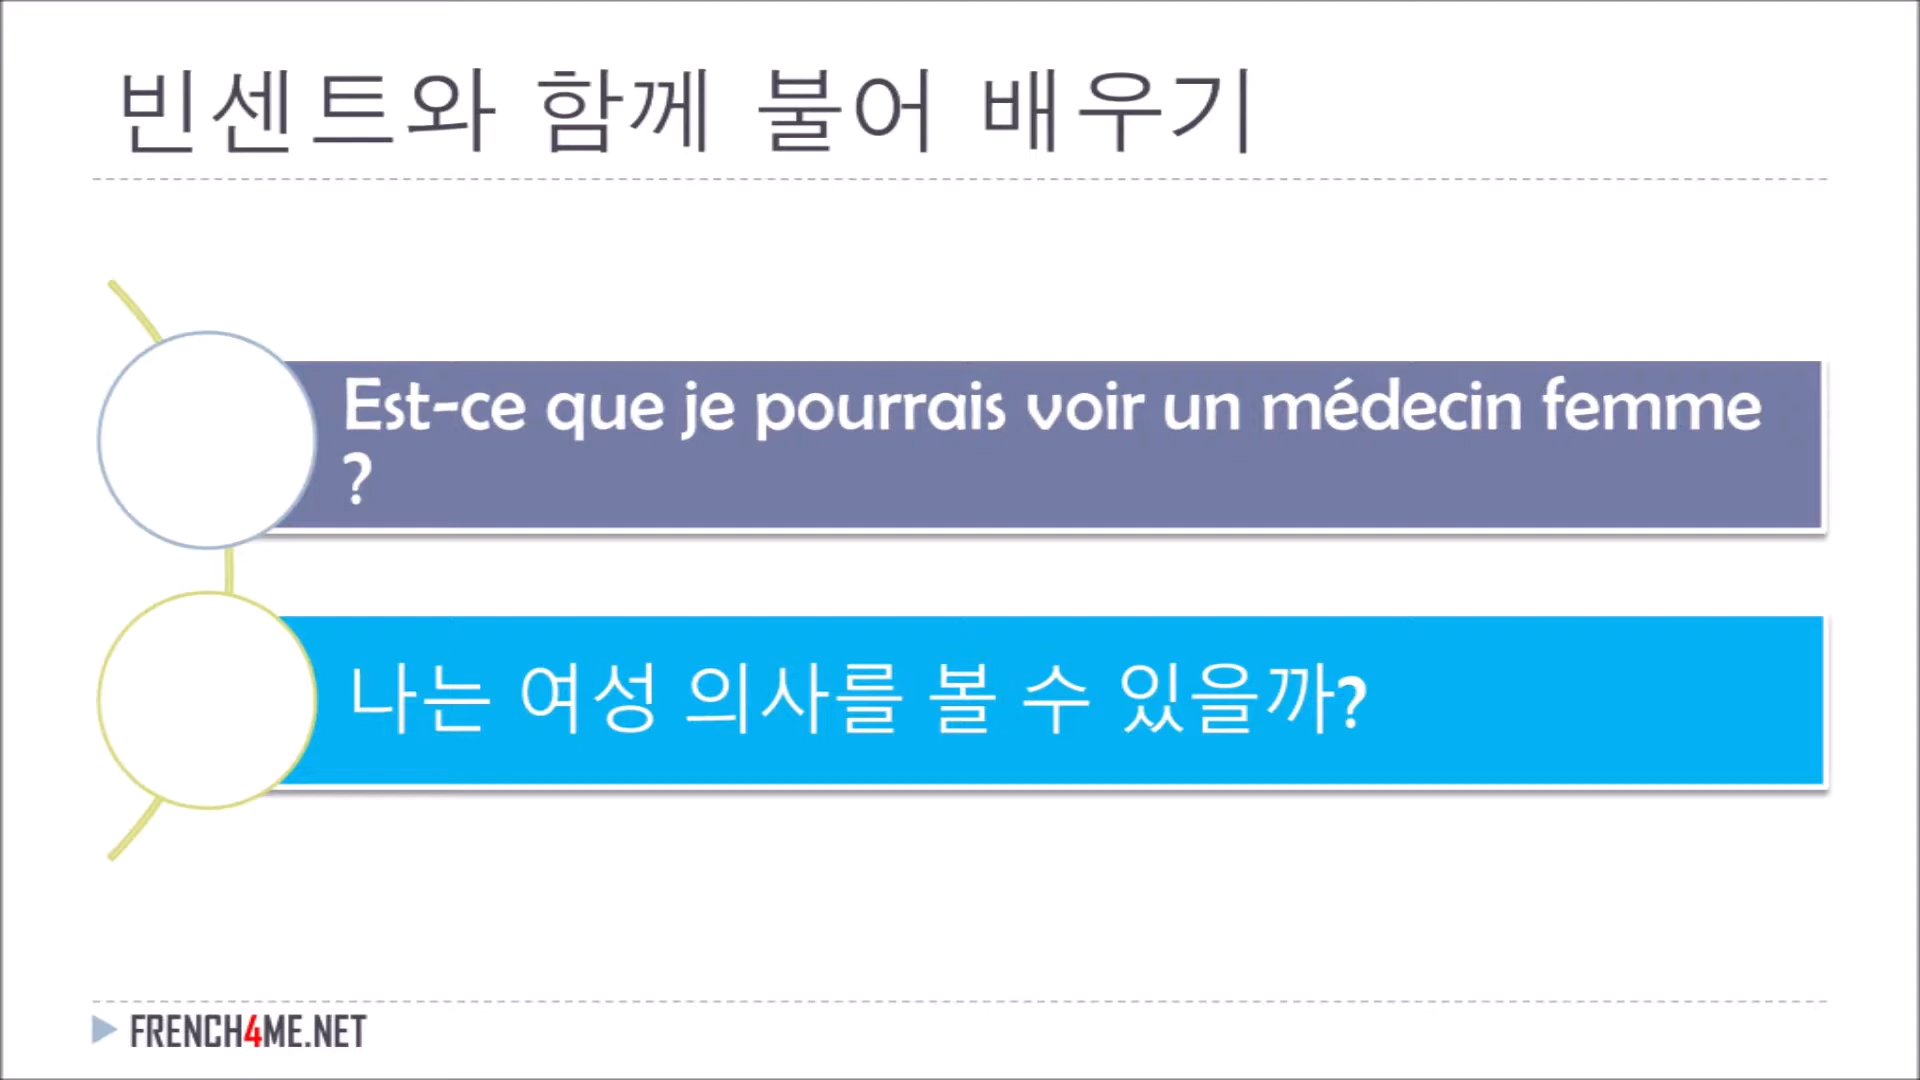 빈센트와 함께 불어 배우기
Est-ce que je pourrais voir un médecin femme
?
나는 여성 의사를 볼 수 있을까?
FRENCH4ME.NET